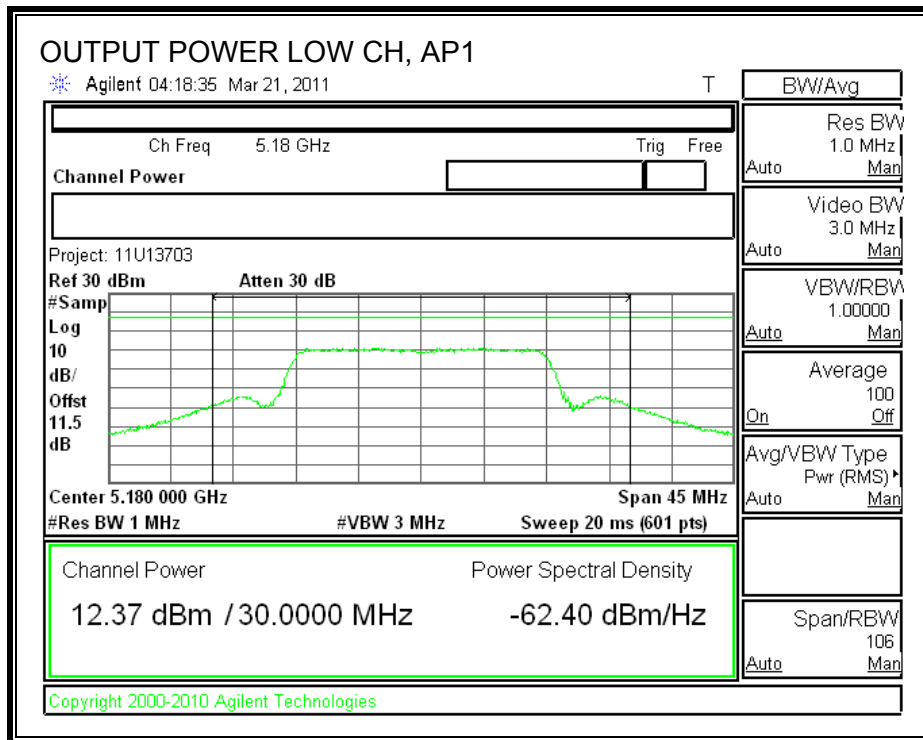 OUTPUT POWER LOW CH, AP1
Agilent 04:18:35 Mar 21, 2011 T
Ch Freq 5.18 GHz Trig Free
Channel Power
Project: 11U13703
Ref 30 dBm Atten 30 dB
#Samp
Log
10
dB/
Offst
11.5
dB
Center 5.180 000 GHz Span 45 MHz
#Res BW 1 MHz #VBW 3 MHz Sweep 20 ms (601 pts)
Channel Power Power Spectral Density
12.37 dBm / 30.0000 MHz -62.40 dBm/Hz
Copyright 2000-2010 Agilent Technologies
BW/Avg
Res BW
1.0 MHz
Auto Man
Video BW
3.0 MHz
Auto Man
VBW/RBW
1.00000
Auto Man
Average
100
On Off
Avg/VBW Type
Pwr (RMS)
Auto Man
Span/RBW
106
Auto Man